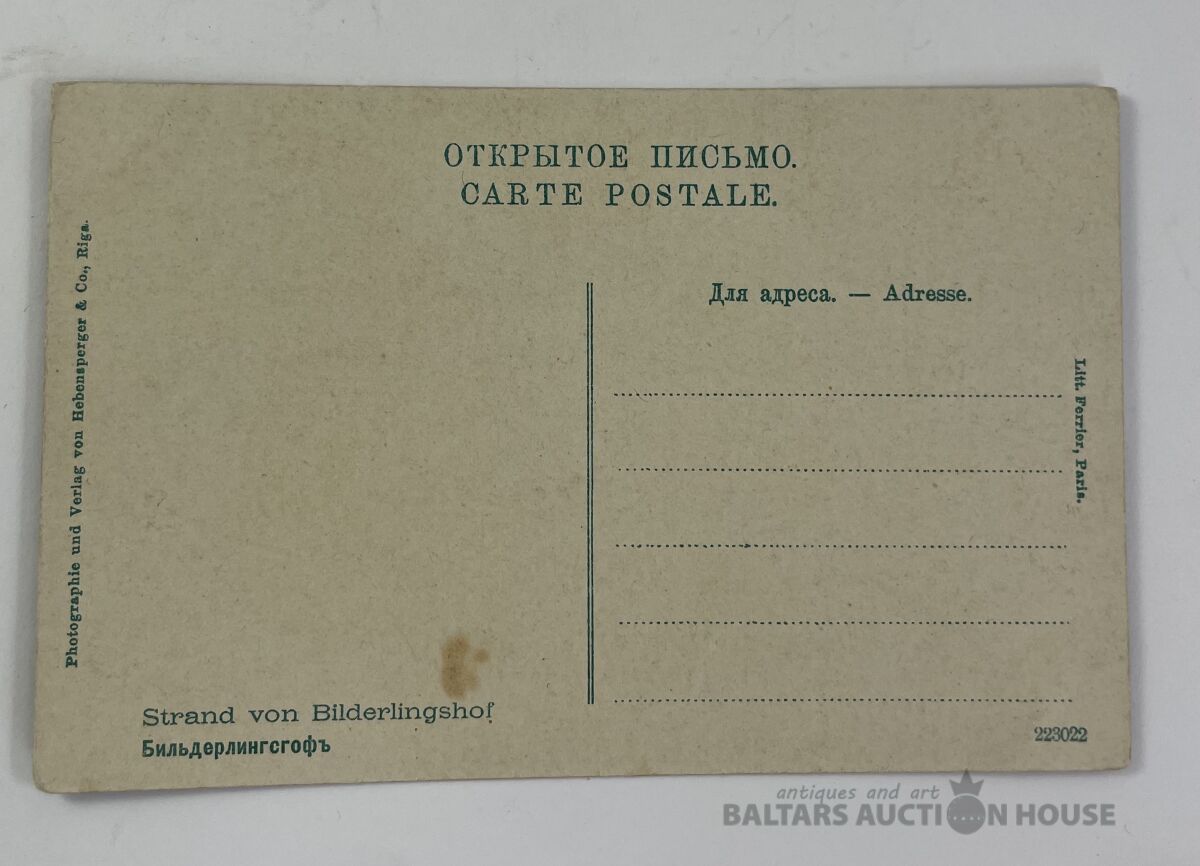 ОТКРЫТОЕ ПИСЬМО.
CARTE POSTALE.
Photographie und Verlag von Hebensperger & Co., Riga.
Для адреса. — Adresse.
Litt. Ferrier, Paris.
Strand von Bilderlingshof
Бильдерлингсгофъ
223022
antiques and art
BALTARS AUCTION HOUSE